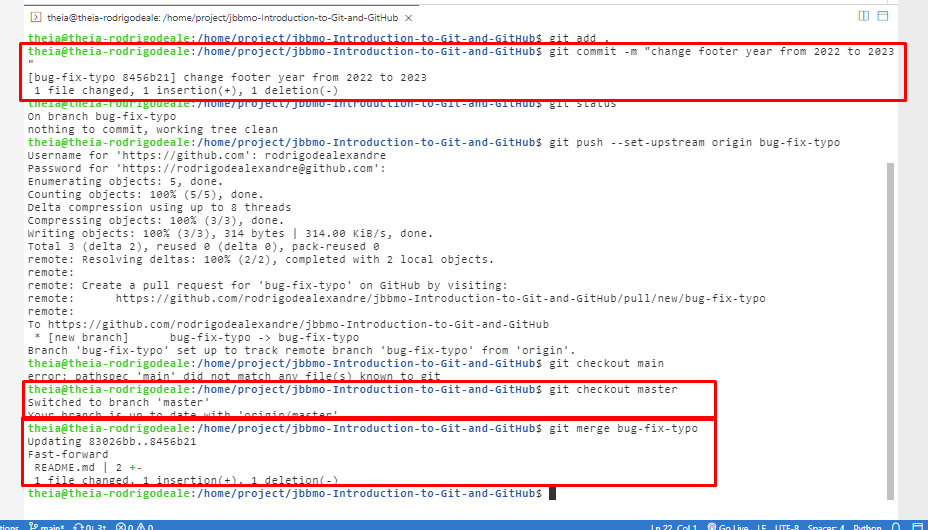 theia@theia-rodrigodeale: /home/project/jbbmo-Introduction-to-Git-and-GitHub ×
theia@theia-rodrigodeale:/home/project/jbbmo-Introduction-to-Git-and-GitHub$ git add .
theia@theia-rodrigodeale:/home/project/jbbmo-Introduction-to-Git-and-GitHub$ git commit -m "change footer year from 2022 to 2023
"
[bug-fix-typo 8456b21] change footer year from 2022 to 2023
 1 file changed, 1 insertion(+), 1 deletion(-)
theia@theia-rodrigodeale:/home/project/jbbmo-Introduction-to-Git-and-GitHub$ git status
On branch bug-fix-typo
nothing to commit, working tree clean
theia@theia-rodrigodeale:/home/project/jbbmo-Introduction-to-Git-and-GitHub$ git push --set-upstream origin bug-fix-typo
Username for 'https://github.com': rodrigodealexandre
Password for 'https://rodrigodealexandre@github.com':
Enumerating objects: 5, done.
Counting objects: 100% (5/5), done.
Delta compression using up to 8 threads
Compressing objects: 100% (3/3), done.
Writing objects: 100% (3/3), 314 bytes | 314.00 KiB/s, done.
Total 3 (delta 2), reused 0 (delta 0), pack-reused 0
remote: Resolving deltas: 100% (2/2), completed with 2 local objects.
remote:
remote: Create a pull request for 'bug-fix-typo' on GitHub by visiting:
remote:      https://github.com/rodrigodealexandre/jbbmo-Introduction-to-Git-and-GitHub/pull/new/bug-fix-typo
remote:
To https://github.com/rodrigodealexandre/jbbmo-Introduction-to-Git-and-GitHub
 * [new branch]      bug-fix-typo -> bug-fix-typo
Branch 'bug-fix-typo' set up to track remote branch 'bug-fix-typo' from 'origin'.
theia@theia-rodrigodeale:/home/project/jbbmo-Introduction-to-Git-and-GitHub$ git checkout main
error: pathspec 'main' did not match any file(s) known to git
theia@theia-rodrigodeale:/home/project/jbbmo-Introduction-to-Git-and-GitHub$ git checkout master
Switched to branch 'master'
Your branch is up to date with 'origin/master'
theia@theia-rodrigodeale:/home/project/jbbmo-Introduction-to-Git-and-GitHub$ git merge bug-fix-typo
Updating 83026bb..8456b21
Fast-forward
 README.md | 2 +-
 1 file changed, 1 insertion(+), 1 deletion(-)
theia@theia-rodrigodeale:/home/project/jbbmo-Introduction-to-Git-and-GitHub$
main* 0↓ 3↑ 0 0 Ln 22, Col 1 Go Live LF UTF-8 Spaces: 4 Python